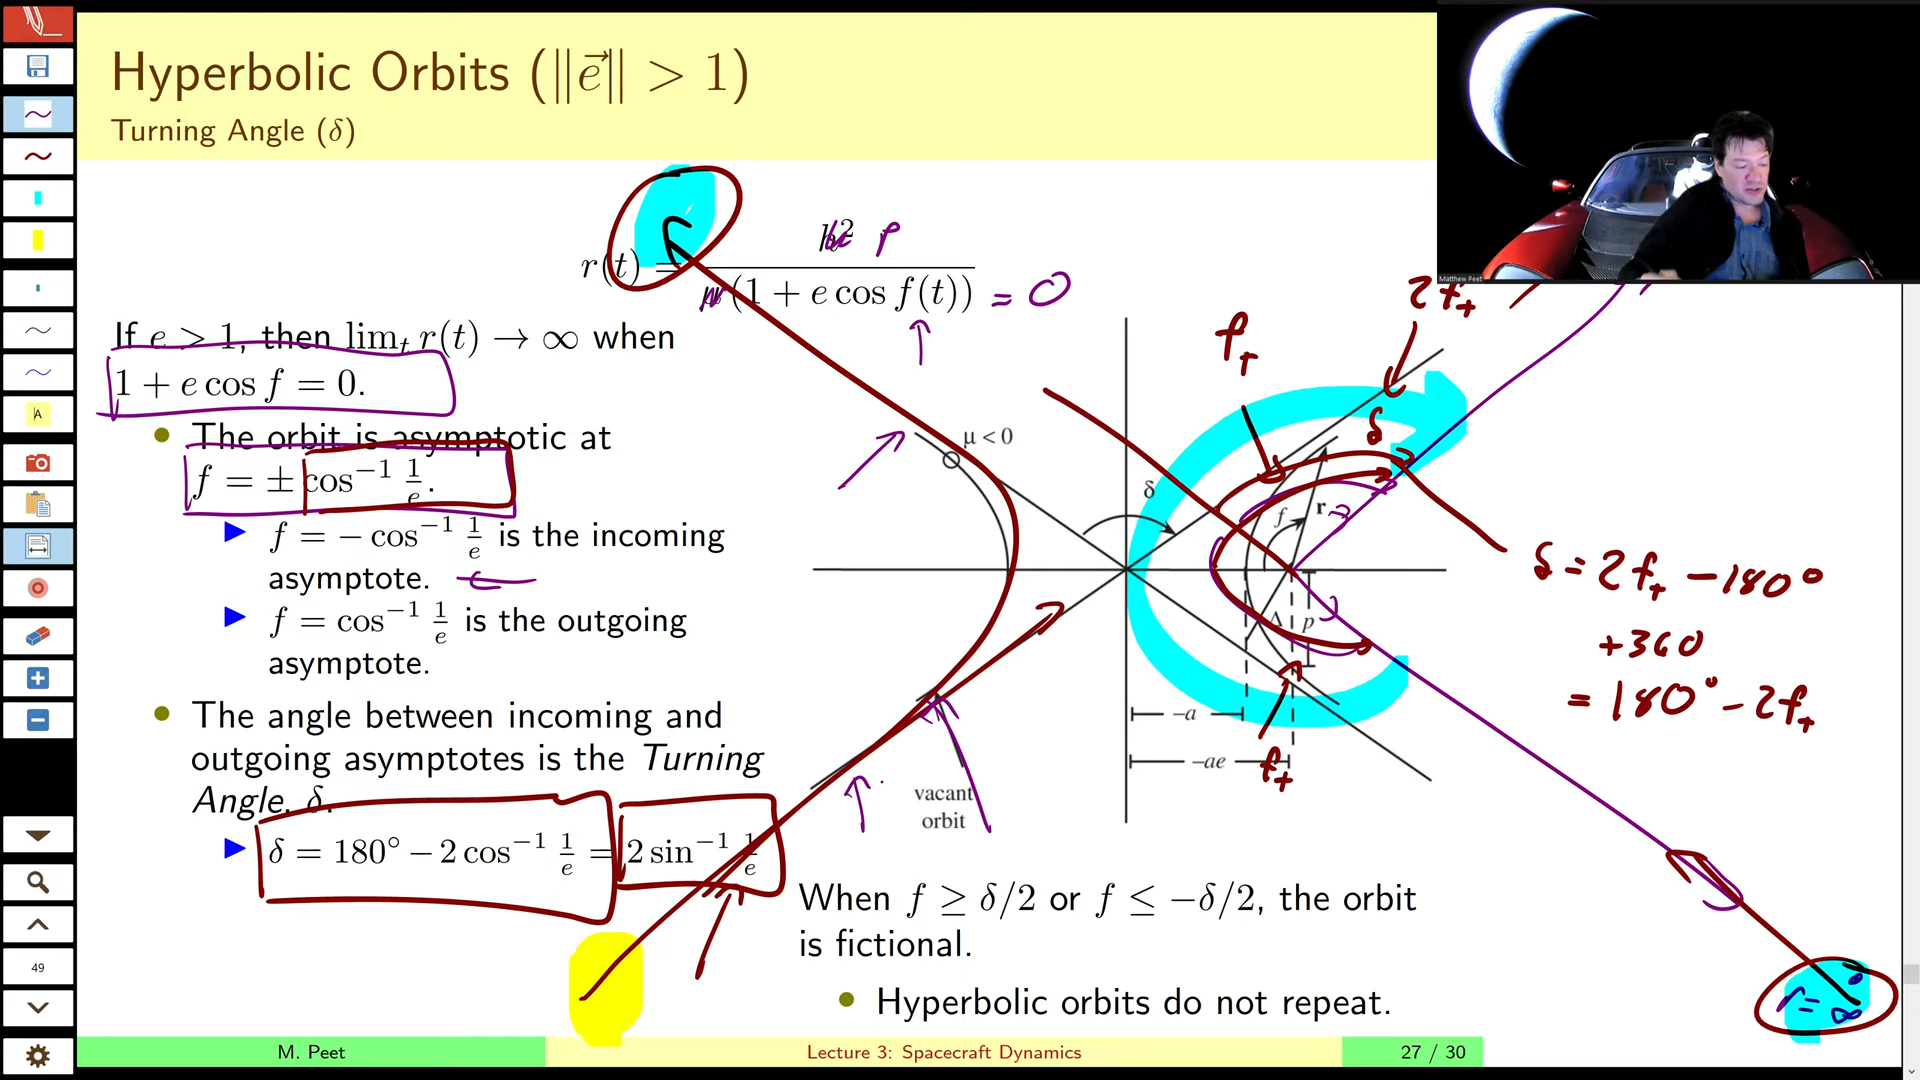 Hyperbolic Orbits (‖e⃗‖ > 1)
Turning Angle (δ)
Matthew Peet
h² p
r(t) =
(1 + e cos f(t)) = 0
2f₊
f₊
If e > 1, then limₜ r(t) → ∞ when
1 + e cos f = 0.
The orbit is asymptotic at
f = ± cos⁻¹ 1/e.
f = − cos⁻¹ 1/e is the incoming
asymptote.
f = cos⁻¹ 1/e is the outgoing
asymptote.
The angle between incoming and
outgoing asymptotes is the Turning
Angle, δ.
δ = 180° − 2 cos⁻¹ 1/e = 2 sin⁻¹ 1/e
μ < 0
δ
δ
f
r
Δ
p
−a
−ae
f₊
vacant
orbit
δ = 2f₊ − 180°
+360
= 180° − 2f₊
When f ≥ δ/2 or f ≤ −δ/2, the orbit
is fictional.
Hyperbolic orbits do not repeat.
r = ∞
A
49
M. Peet
Lecture 3: Spacecraft Dynamics
27 / 30